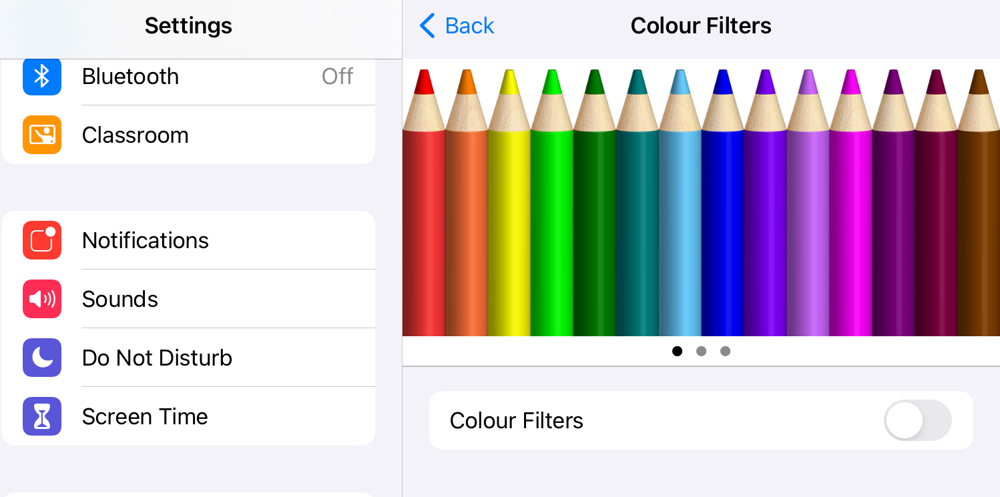 Settings
Bluetooth Off
Classroom
Notifications
Sounds
Do Not Disturb
Screen Time
Back Colour Filters
Colour Filters